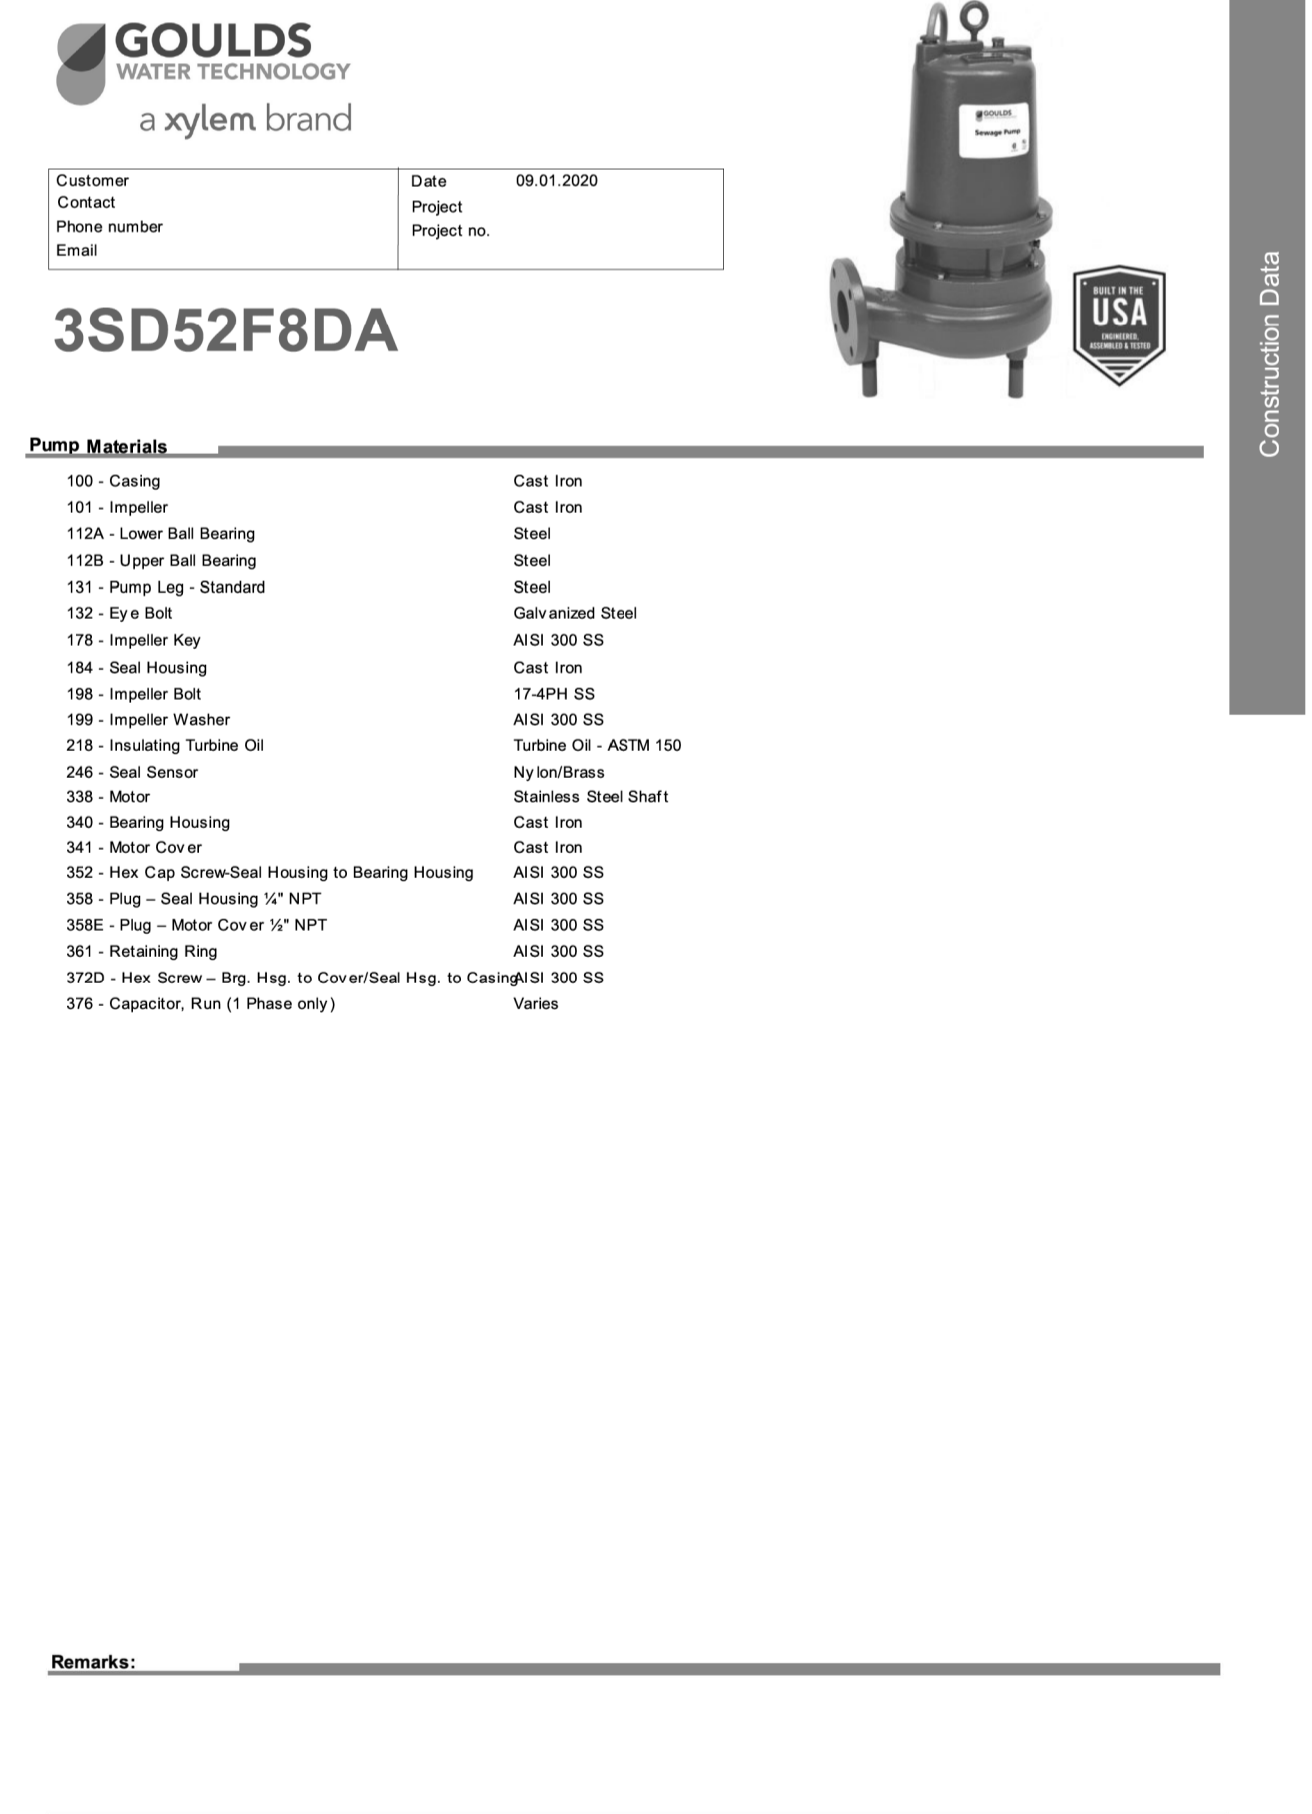 GOULDS
WATER TECHNOLOGY
a xylem brand
GOULDS
Sewage Pump
Customer
Contact
Phone number
Email
Date 09.01.2020
Project
Project no.
BUILT IN THE
USA
ENGINEERED,
ASSEMBLED & TESTED
Construction Data
3SD52F8DA
Pump Materials
100 - Casing Cast Iron
101 - Impeller Cast Iron
112A - Lower Ball Bearing Steel
112B - Upper Ball Bearing Steel
131 - Pump Leg - Standard Steel
132 - Eye Bolt Galvanized Steel
178 - Impeller Key AISI 300 SS
184 - Seal Housing Cast Iron
198 - Impeller Bolt 17-4PH SS
199 - Impeller Washer AISI 300 SS
218 - Insulating Turbine Oil Turbine Oil - ASTM 150
246 - Seal Sensor Nylon/Brass
338 - Motor Stainless Steel Shaft
340 - Bearing Housing Cast Iron
341 - Motor Cover Cast Iron
352 - Hex Cap Screw-Seal Housing to Bearing Housing AISI 300 SS
358 - Plug – Seal Housing ¼" NPT AISI 300 SS
358E - Plug – Motor Cover ½" NPT AISI 300 SS
361 - Retaining Ring AISI 300 SS
372D - Hex Screw – Brg. Hsg. to Cover/Seal Hsg. to Casing AISI 300 SS
376 - Capacitor, Run (1 Phase only) Varies
Remarks: